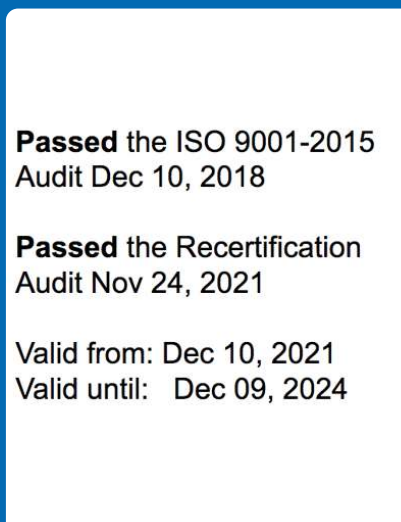 Passed the ISO 9001-2015
Audit Dec 10, 2018
Passed the Recertification
Audit Nov 24, 2021
Valid from: Dec 10, 2021
Valid until: Dec 09, 2024